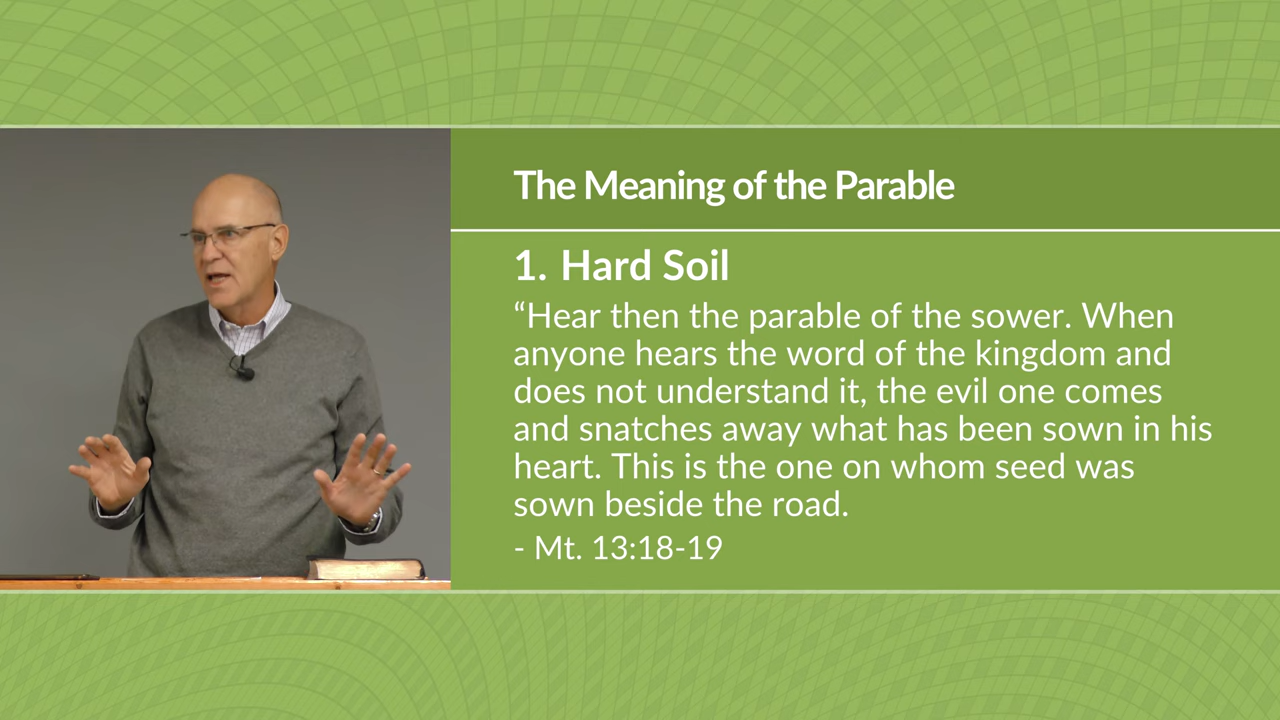 The Meaning of the Parable
1. Hard Soil
“Hear then the parable of the sower. When
anyone hears the word of the kingdom and
does not understand it, the evil one comes
and snatches away what has been sown in his
heart. This is the one on whom seed was
sown beside the road.
- Mt. 13:18-19